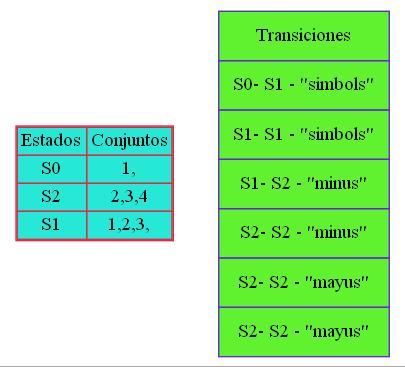 Estados Conjuntos
S0 1,
S2 2,3,4
S1 1,2,3,
Transiciones
S0- S1 - "simbols"
S1- S1 - "simbols"
S1- S2 - "minus"
S2- S2 - "minus"
S2- S2 - "mayus"
S2- S2 - "mayus"